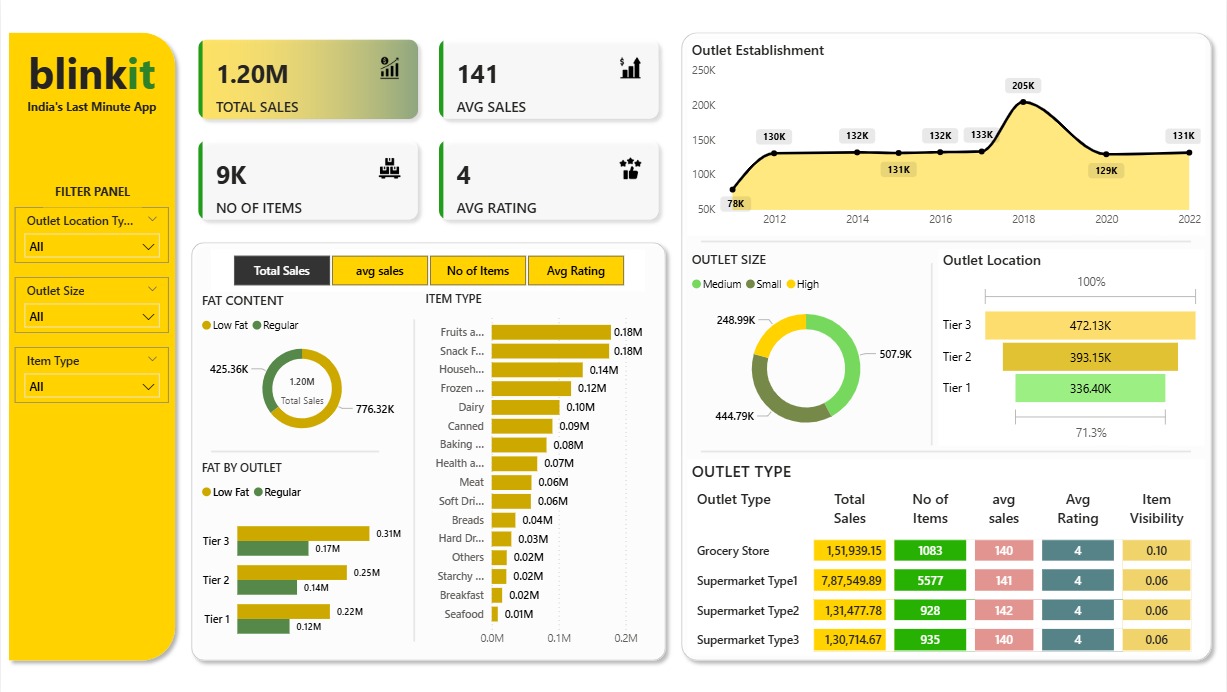 blinkit
India's Last Minute App
FILTER PANEL
Outlet Location Ty...
All
Outlet Size
All
Item Type
All
1.20M
TOTAL SALES
141
AVG SALES
9K
NO OF ITEMS
4
AVG RATING
Total Sales
avg sales
No of Items
Avg Rating
FAT CONTENT
Low Fat
Regular
425.36K
1.20M
Total Sales
776.32K
FAT BY OUTLET
Low Fat
Regular
Tier 3
0.31M
0.17M
Tier 2
0.25M
0.14M
Tier 1
0.22M
0.12M
ITEM TYPE
Fruits a...
0.18M
Snack F...
0.18M
Househ...
0.14M
Frozen ...
0.12M
Dairy
0.10M
Canned
0.09M
Baking ...
0.08M
Health a...
0.07M
Meat
0.06M
Soft Dri...
0.06M
Breads
0.04M
Hard Dr...
0.03M
Others
0.02M
Starchy ...
0.02M
Breakfast
0.02M
Seafood
0.01M
0.0M
0.1M
0.2M
Outlet Establishment
250K
200K
150K
100K
50K
78K
130K
132K
131K
132K
133K
205K
129K
131K
2012
2014
2016
2018
2020
2022
OUTLET SIZE
Medium
Small
High
248.99K
507.9K
444.79K
Outlet Location
100%
Tier 3
472.13K
Tier 2
393.15K
Tier 1
336.40K
71.3%
OUTLET TYPE
Outlet Type
Total Sales
No of Items
avg sales
Avg Rating
Item Visibility
Grocery Store 1,51,939.15 1083 140 4 0.10
Supermarket Type1 7,87,549.89 5577 141 4 0.06
Supermarket Type2 1,31,477.78 928 142 4 0.06
Supermarket Type3 1,30,714.67 935 140 4 0.06